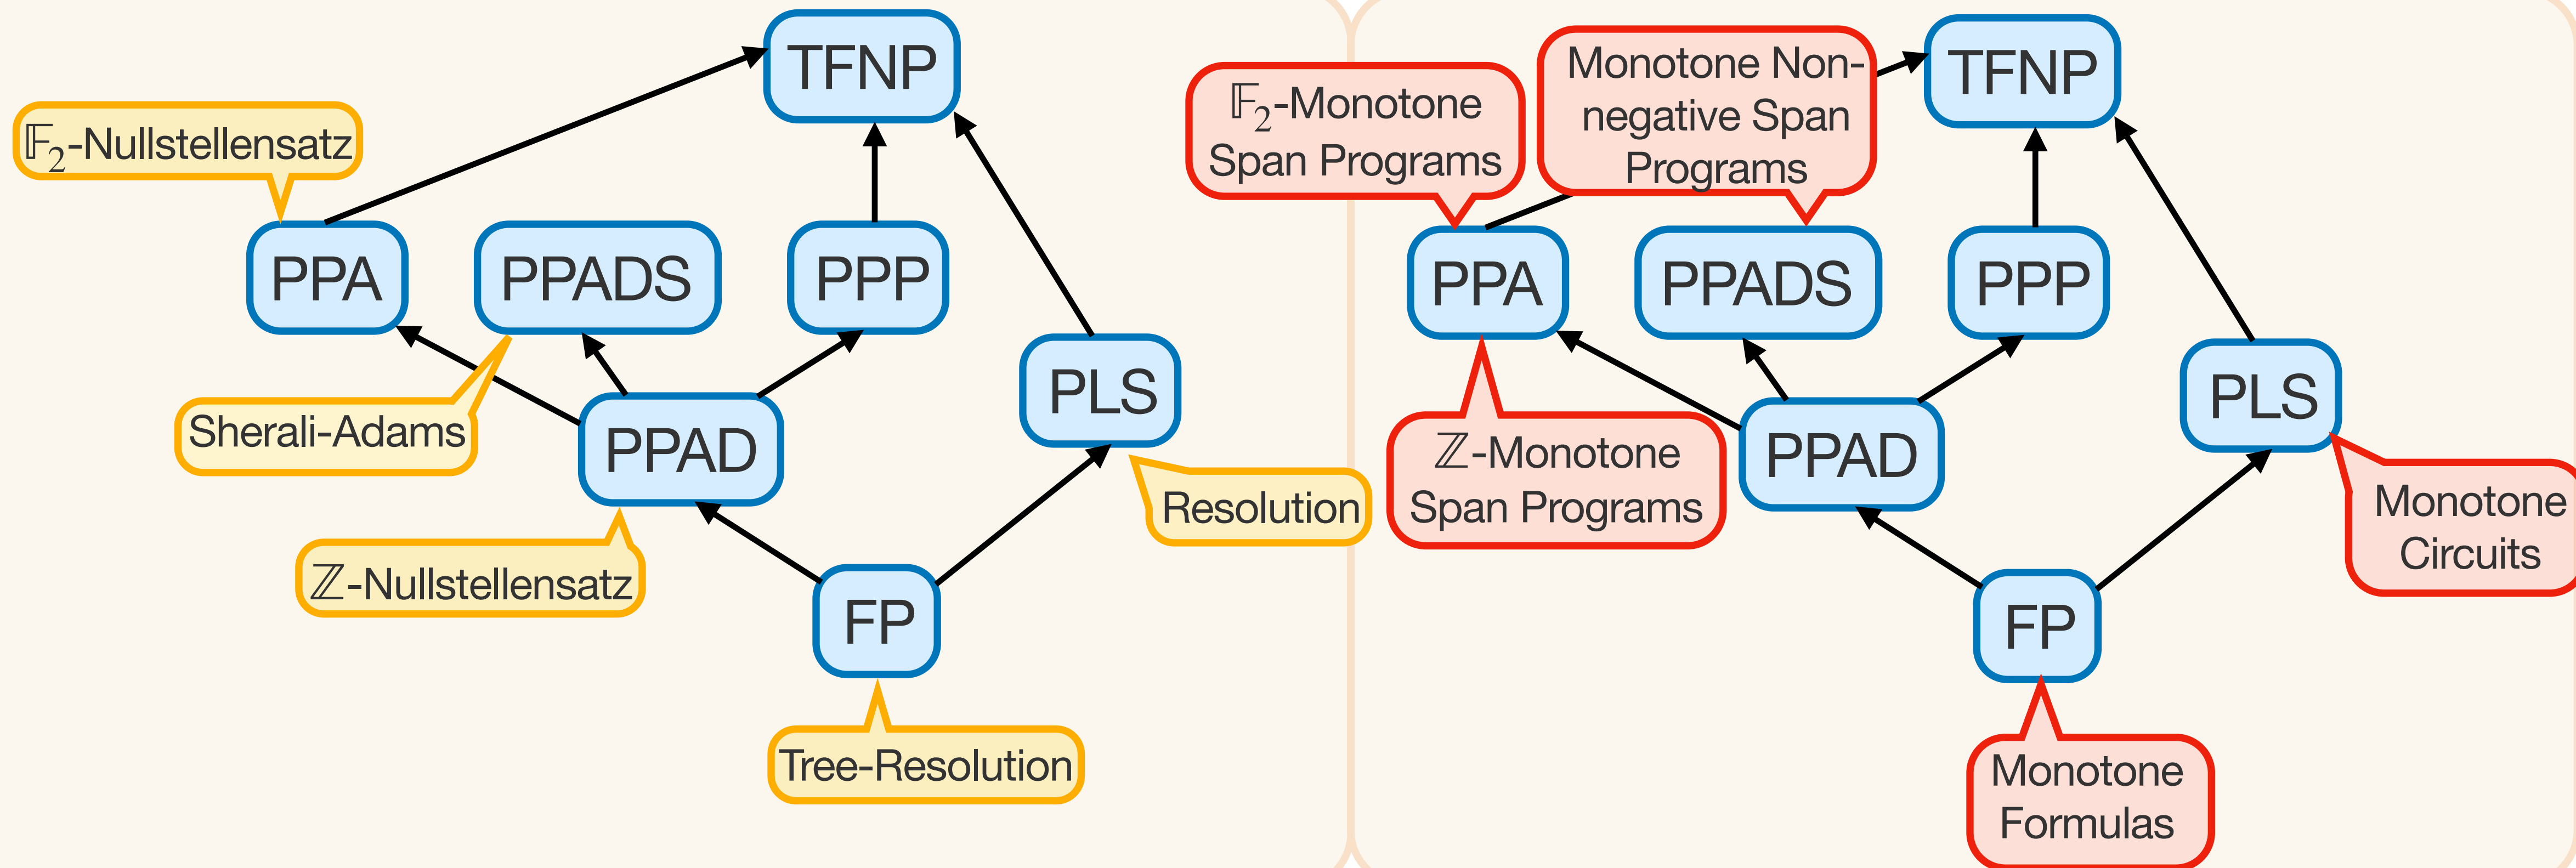 TFNP
𝔽₂-Nullstellensatz
PPA
PPADS
PPP
Sherali-Adams
PPAD
PLS
Resolution
ℤ-Nullstellensatz
FP
Tree-Resolution
Monotone Non-
negative Span
Programs
TFNP
𝔽₂-Monotone
Span Programs
PPA
PPADS
PPP
ℤ-Monotone
Span Programs
PPAD
PLS
Monotone
Circuits
FP
Monotone
Formulas